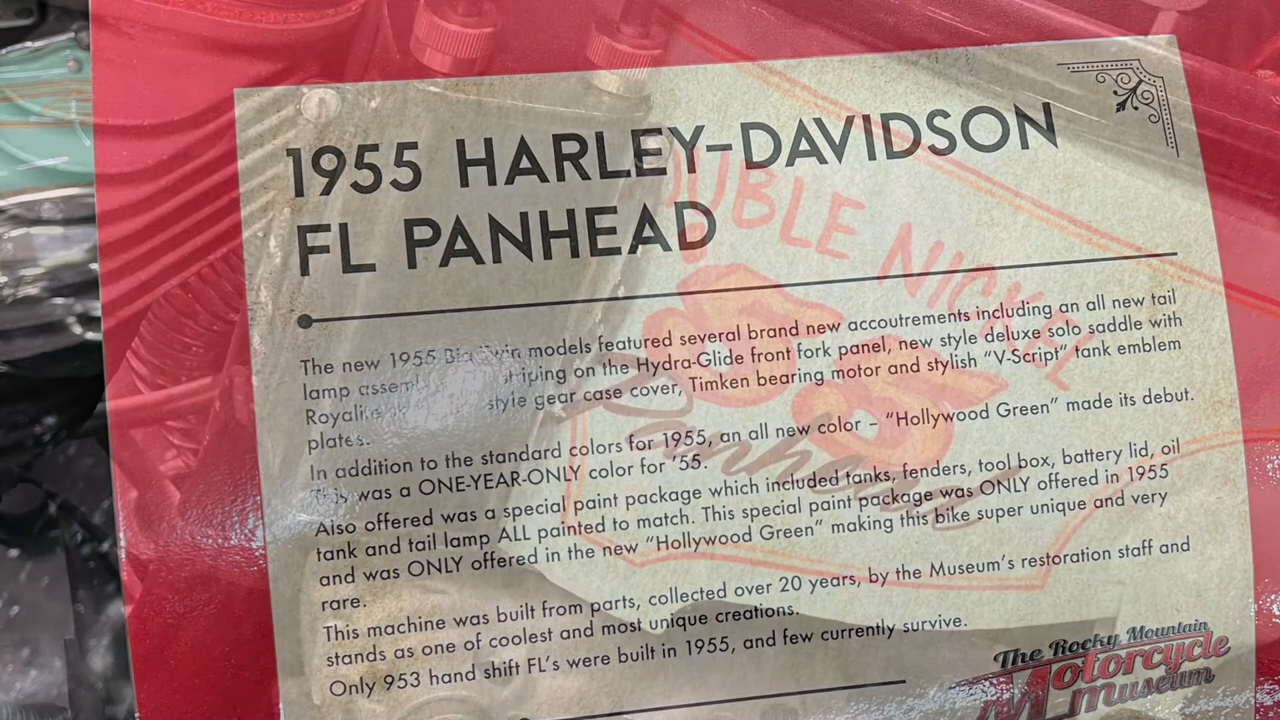 1955 HARLEY-DAVIDSON
FL PANHEAD
The new 1955 Big Twin models featured several brand new accoutrements including an all new tail
lamp assembly, striping on the Hydra-Glide front fork panel, new style deluxe solo saddle with
Royalite style gear case cover, Timken bearing motor and stylish “V-Script” tank emblem
plates.
In addition to the standard colors for 1955, an all new color – “Hollywood Green” made its debut.
This was a ONE-YEAR-ONLY color for ’55.
Also offered was a special paint package which included tanks, fenders, tool box, battery lid, oil
tank and tail lamp ALL painted to match. This special paint package was ONLY offered in 1955
and was ONLY offered in the new “Hollywood Green” making this bike super unique and very
rare.
This machine was built from parts, collected over 20 years, by the Museum’s restoration staff and
stands as one of coolest and most unique creations.
Only 953 hand shift FL’s were built in 1955, and few currently survive.
The Rocky Mountain
Motorcycle
Museum
DOUBLE NICKEL
55
Panhead